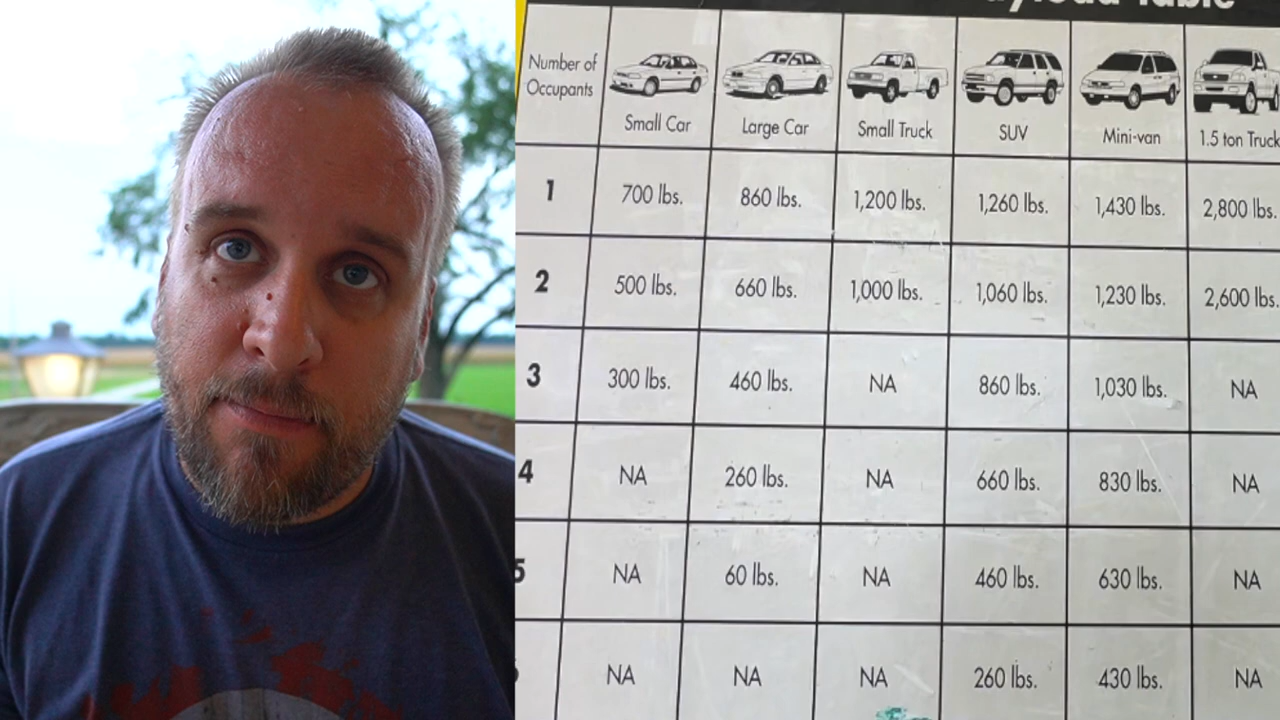 Payload Table
Number of
Occupants
Small Car Large Car Small Truck SUV Mini-van 1.5 ton Truck
1 700 lbs. 860 lbs. 1,200 lbs. 1,260 lbs. 1,430 lbs. 2,800 lbs.
2 500 lbs. 660 lbs. 1,000 lbs. 1,060 lbs. 1,230 lbs. 2,600 lbs.
3 300 lbs. 460 lbs. NA 860 lbs. 1,030 lbs. NA
4 NA 260 lbs. NA 660 lbs. 830 lbs. NA
5 NA 60 lbs. NA 460 lbs. 630 lbs. NA
NA NA NA 260 lbs. 430 lbs. NA